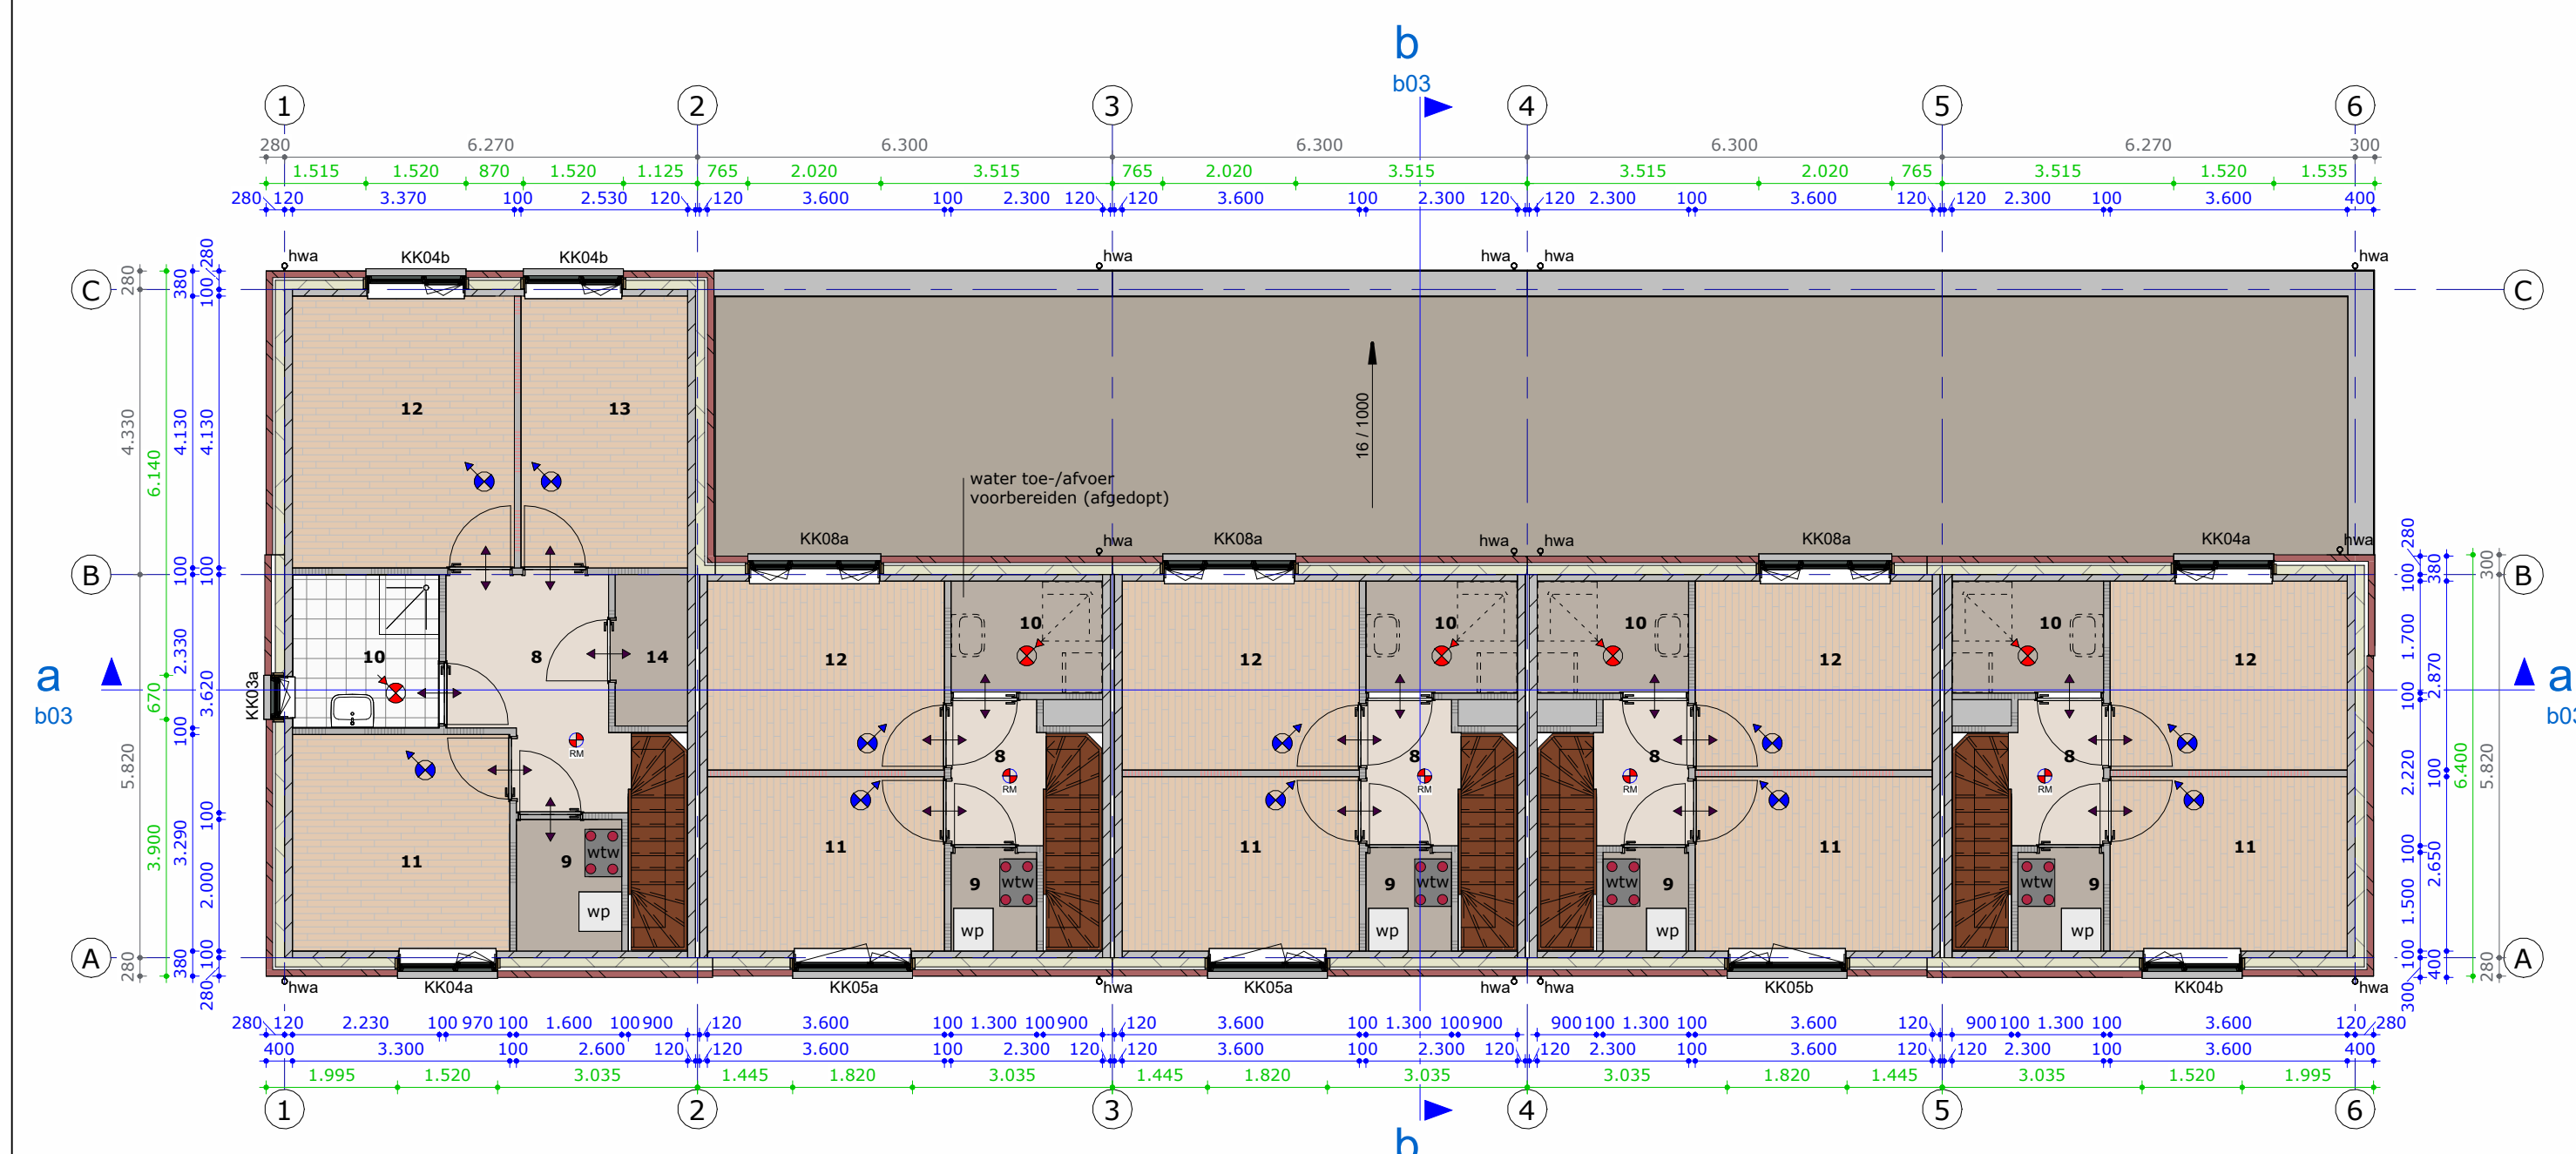 b
b03
1 2 3 4 5 6
280 6.270 6.300 6.300 6.300 6.270 300
1.515 1.520 870 1.520 1.125 765 2.020 3.515 765 2.020 3.515 3.515 2.020 765 3.515 1.520 1.535
280 120 3.370 100 2.530 120 120 3.600 100 2.300 120 120 3.600 100 2.300 120 120 2.300 100 3.600 120 120 2.300 100 3.600 400
hwa KK04b KK04b hwa hwa hwa hwa
C C
280 380 100 280
12 13
4.330 6.140 4.130 4.130
16 / 1000
water toe-/afvoer
voorbereiden (afgedopt)
KK08a hwa KK08a hwa hwa KK08a KK04a hwa
B B
100 100
280 100 380 300
10 8 14 12 10 12 10 10 12 10 12
a
b03
KK03a
a
b03
2.330 670 3.620 100
1.700 2.870 100
RM 8 RM 8 RM 8 RM 8 RM
5.820 3.900 3.290 100 2.000
2.220 100 6.400 5.820 100 2.650 1.500
11 9 wtw wp
11 9 wtw wp
11 9 wtw wp
wtw 9 wp 11
wtw 9 wp 11
A A
280 380 100 280
100 400 300 280
hwa KK04a KK05a hwa KK05a hwa hwa KK05b KK04b hwa
280 120 2.230 100 970 100 1.600 100 900 120 3.600 100 1.300 100 900 120 3.600 100 1.300 100 900 900 100 1.300 100 3.600 120 900 100 1.300 100 3.600 120 280
400 3.300 100 2.600 120 120 3.600 100 2.300 120 120 3.600 100 2.300 120 120 2.300 100 3.600 120 120 2.300 100 3.600 400
1.995 1.520 3.035 1.445 1.820 3.035 1.445 1.820 3.035 3.035 1.820 1.445 3.035 1.520 1.995
1 2 3 4 5 6
b